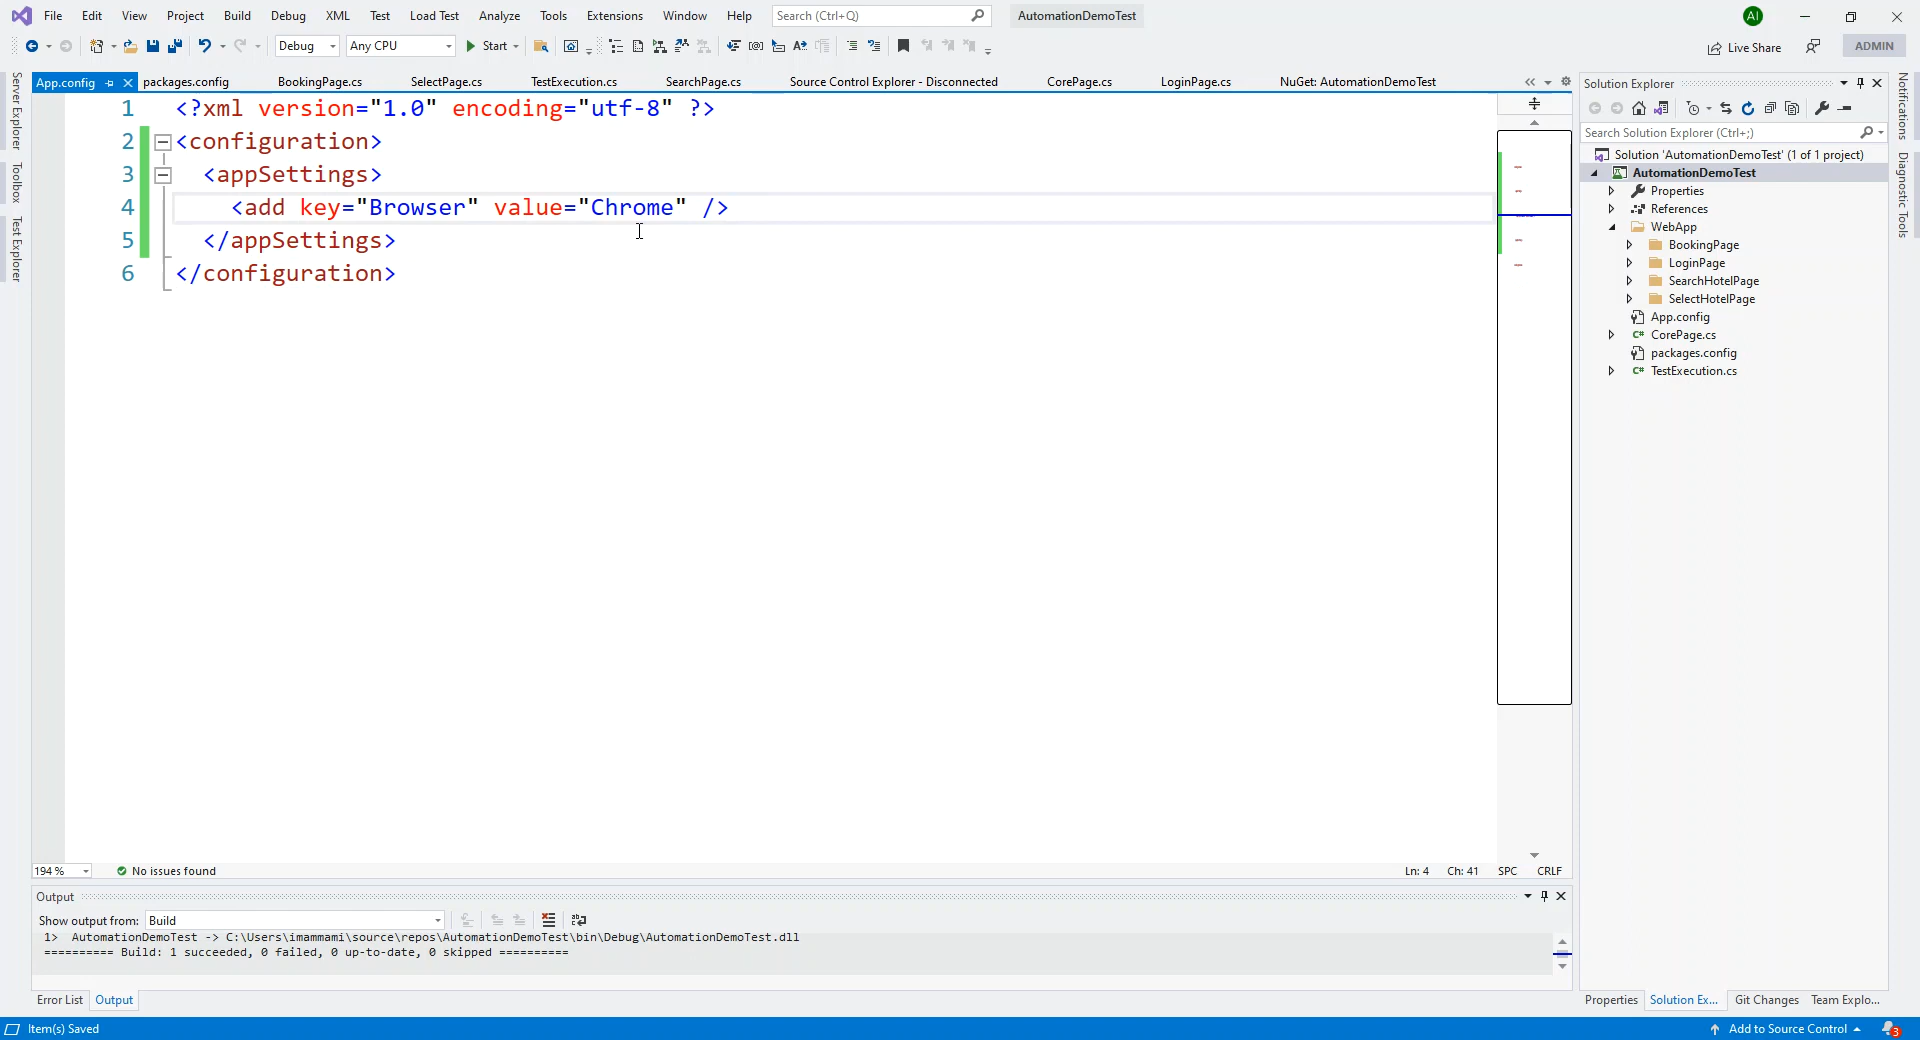 File Edit View Project Build Debug XML Test Load Test Analyze Tools Extensions Window Help Search (Ctrl+Q) AutomationDemoTest AI
Debug Any CPU Start Live Share ADMIN
App.config packages.config BookingPage.cs SelectPage.cs TestExecution.cs SearchPage.cs Source Control Explorer - Disconnected CorePage.cs LoginPage.cs NuGet: AutomationDemoTest
Server Explorer
Toolbox
Test Explorer
1 <?xml version="1.0" encoding="utf-8" ?>
2 <configuration>
3 <appSettings>
4 <add key="Browser" value="Chrome" />
5 </appSettings>
6 </configuration>
194 % No issues found Ln: 4 Ch: 41 SPC CRLF
Output
Show output from: Build
1> AutomationDemoTest -> C:\Users\imammami\source\repos\AutomationDemoTest\bin\Debug\AutomationDemoTest.dll
========== Build: 1 succeeded, 0 failed, 0 up-to-date, 0 skipped ==========
Error List Output
Solution Explorer
Search Solution Explorer (Ctrl+;)
Solution 'AutomationDemoTest' (1 of 1 project)
AutomationDemoTest
Properties
References
WebApp
BookingPage
LoginPage
SearchHotelPage
SelectHotelPage
App.config
C# CorePage.cs
packages.config
C# TestExecution.cs
Properties Solution Ex... Git Changes Team Explo...
Notifications
Diagnostic Tools
Item(s) Saved Add to Source Control 3